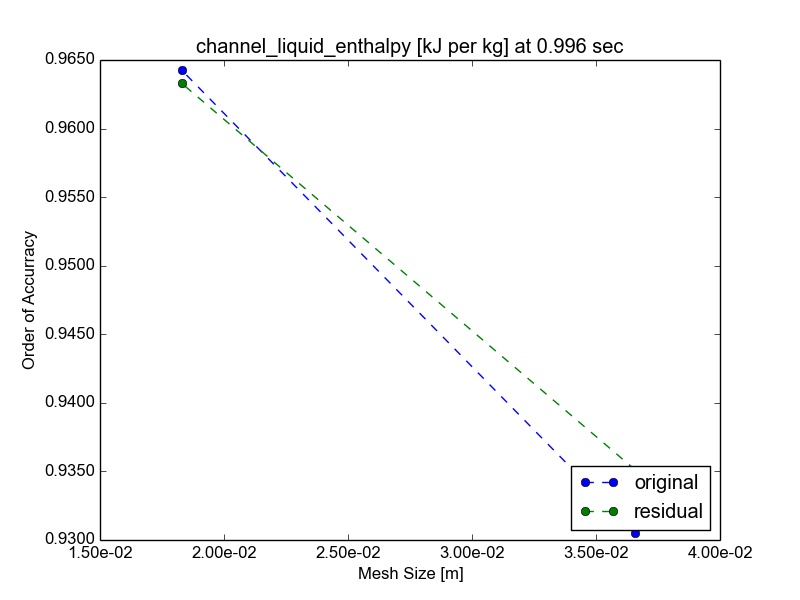 channel_liquid_enthalpy [kJ per kg] at 0.996 sec
0.9650
0.9600
0.9550
0.9500
0.9450
0.9400
0.9350
0.9300
Order of Accurracy
original
residual
1.50e-02 2.00e-02 2.50e-02 3.00e-02 3.50e-02 4.00e-02
Mesh Size [m]